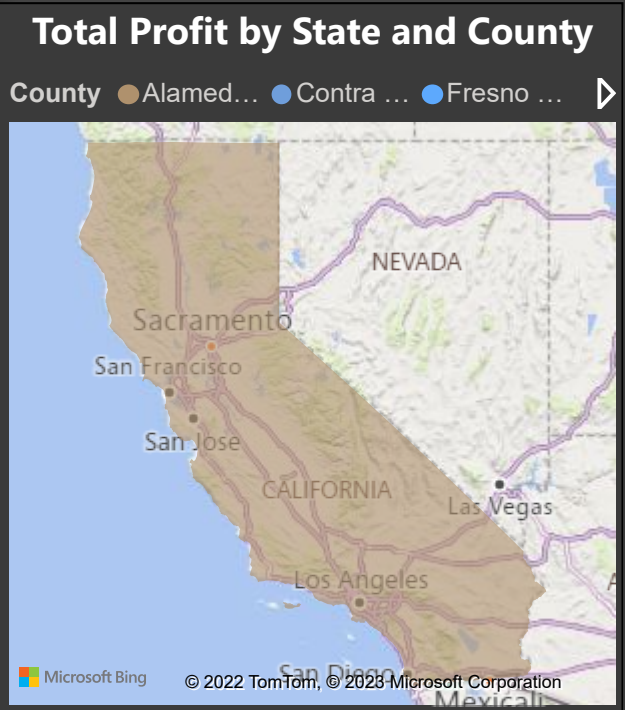 Total Profit by State and County
County Alamed... Contra ... Fresno ...
NEVADA
Sacramento
San Francisco
San Jose
CALIFORNIA
Las Vegas
Los Angeles
A
San Diego
Microsoft Bing
© 2022 TomTom, © 2023 Microsoft Corporation
Mexicali